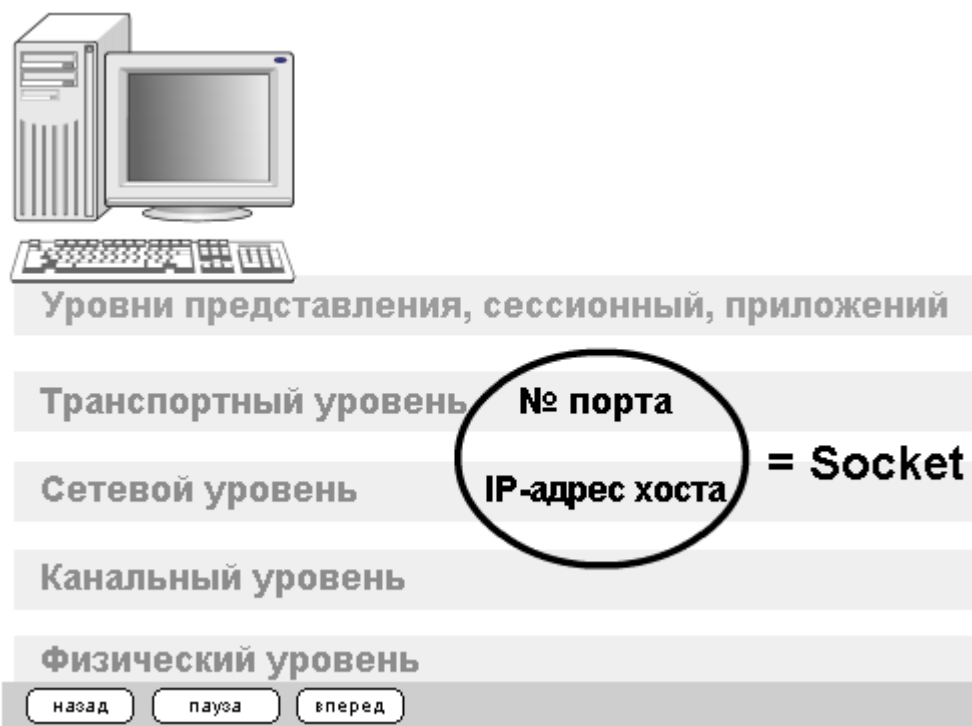 Уровни представления, сессионный, приложений
Транспортный уровень № порта
= Socket
Сетевой уровень IP-адрес хоста
Канальный уровень
Физический уровень
назад пауза вперед